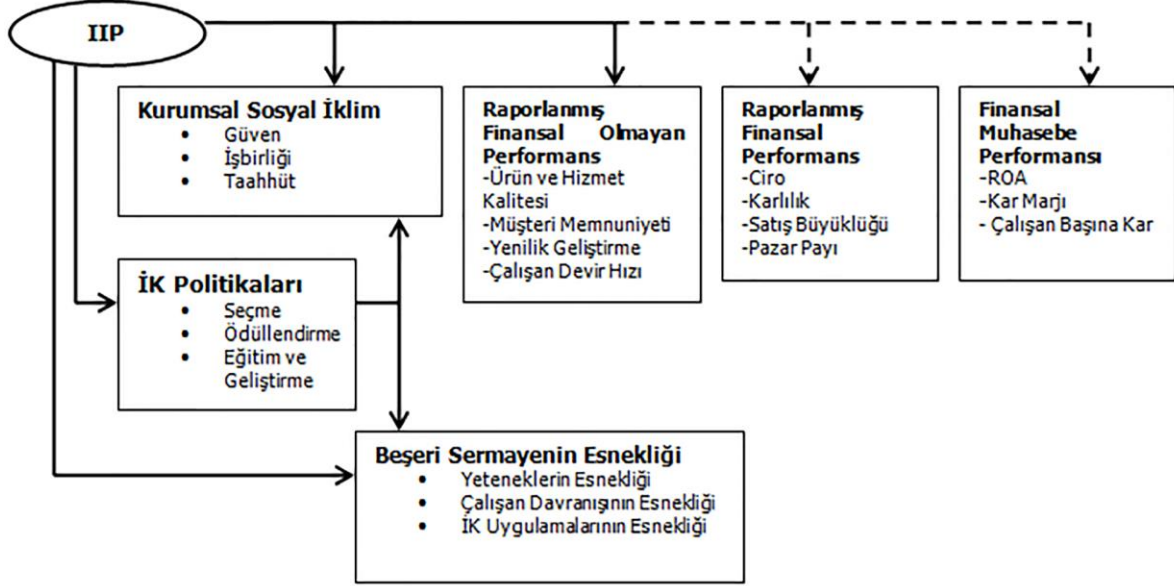 IIP
Kurumsal Sosyal İklim
• Güven
• İşbirliği
• Taahhüt
Raporlanmış
Finansal Olmayan
Performans
-Ürün ve Hizmet
Kalitesi
-Müşteri Memnuniyeti
-Yenilik Geliştirme
-Çalışan Devir Hızı
Raporlanmış
Finansal
Performans
-Ciro
-Karlılık
-Satış Büyüklüğü
-Pazar Payı
Finansal
Muhasebe
Performansı
-ROA
-Kar Marjı
- Çalışan Başına Kar
İK Politikaları
• Seçme
• Ödüllendirme
• Eğitim ve
Geliştirme
Beşeri Sermayenin Esnekliği
• Yeteneklerin Esnekliği
• Çalışan Davranışının Esnekliği
• İK Uygulamalarının Esnekliği